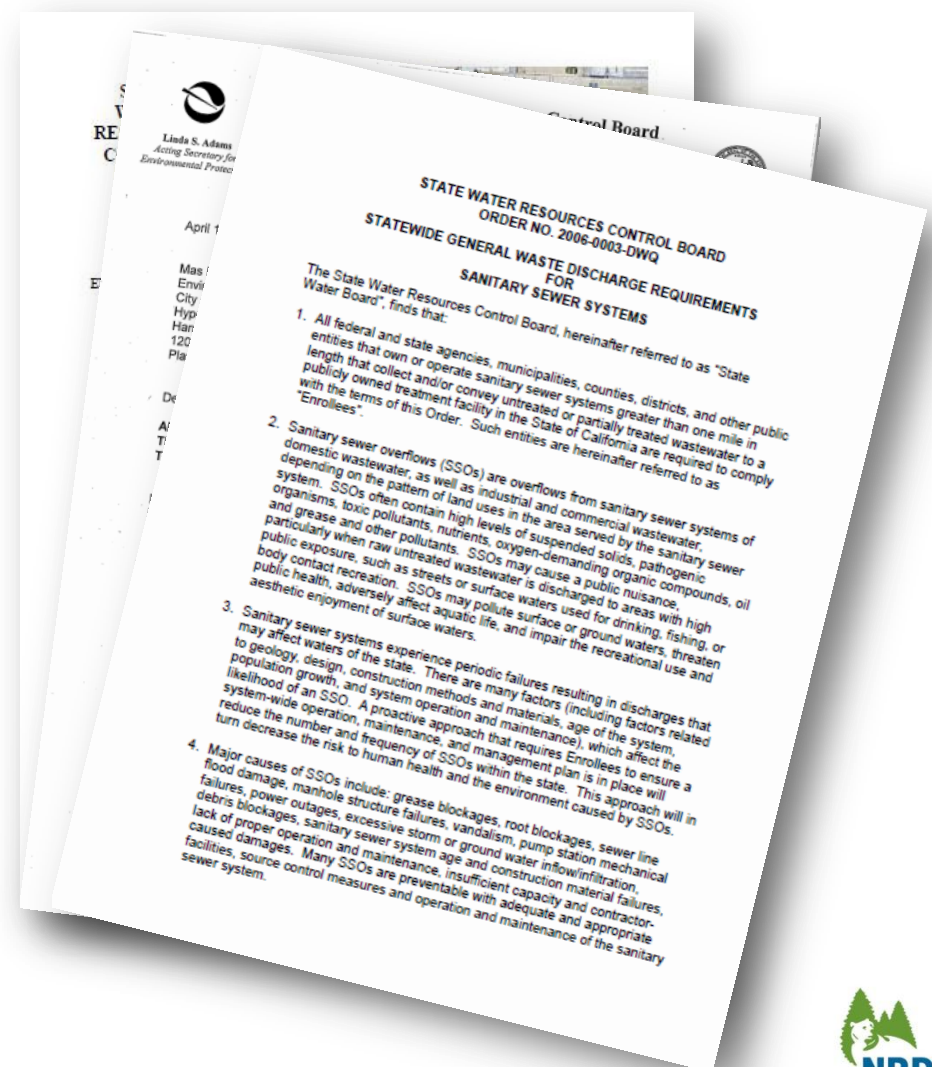 Control Board
Linda S. Adams
Acting Secretary for
Environmental Protec
April 1
Mas
Envi
City
Hyp
Han
120
Pla
De
STATE WATER RESOURCES CONTROL BOARD
ORDER NO. 2006-0003-DWQ
STATEWIDE GENERAL WASTE DISCHARGE REQUIREMENTS
FOR
SANITARY SEWER SYSTEMS
The State Water Resources Control Board, hereinafter referred to as "State
Water Board", finds that:
1. All federal and state agencies, municipalities, counties, districts, and other public
entities that own or operate sanitary sewer systems greater than one mile in
length that collect and/or convey untreated or partially treated wastewater to a
publicly owned treatment facility in the State of California are required to comply
with the terms of this Order. Such entities are hereinafter referred to as
"Enrollees".
2. Sanitary sewer overflows (SSOs) are overflows from sanitary sewer systems of
domestic wastewater, as well as industrial and commercial wastewater,
depending on the pattern of land uses in the area served by the sanitary sewer
system. SSOs often contain high levels of suspended solids, pathogenic
organisms, toxic pollutants, nutrients, oxygen-demanding organic compounds, oil
and grease and other pollutants. SSOs may cause a public nuisance,
particularly when raw untreated wastewater is discharged to areas with high
public exposure, such as streets or surface waters used for drinking, fishing, or
body contact recreation. SSOs may pollute surface or ground waters, threaten
public health, adversely affect aquatic life, and impair the recreational use and
aesthetic enjoyment of surface waters.
3. Sanitary sewer systems experience periodic failures resulting in discharges that
may affect waters of the state. There are many factors (including factors related
to geology, design, construction methods and materials, age of the system,
population growth, and system operation and maintenance), which affect the
likelihood of an SSO. A proactive approach that requires Enrollees to ensure a
system-wide operation, maintenance, and management plan is in place will
reduce the number and frequency of SSOs within the state. This approach will in
turn decrease the risk to human health and the environment caused by SSOs.
4. Major causes of SSOs include: grease blockages, root blockages, sewer line
flood damage, manhole structure failures, vandalism, pump station mechanical
failures, power outages, excessive storm or ground water inflow/infiltration,
debris blockages, sanitary sewer system age and construction material failures,
lack of proper operation and maintenance, insufficient capacity and contractor-
caused damages. Many SSOs are preventable with adequate and appropriate
facilities, source control measures and operation and maintenance of the sanitary
sewer system.